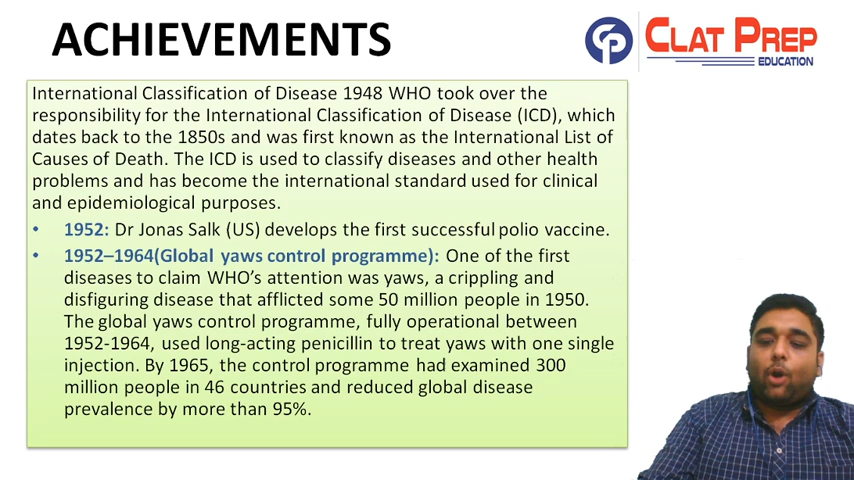 ACHIEVEMENTS
CP
CLAT PREP
EDUCATION
International Classification of Disease 1948 WHO took over the
responsibility for the International Classification of Disease (ICD), which
dates back to the 1850s and was first known as the International List of
Causes of Death. The ICD is used to classify diseases and other health
problems and has become the international standard used for clinical
and epidemiological purposes.
• 1952: Dr Jonas Salk (US) develops the first successful polio vaccine.
• 1952–1964(Global yaws control programme): One of the first
diseases to claim WHO’s attention was yaws, a crippling and
disfiguring disease that afflicted some 50 million people in 1950.
The global yaws control programme, fully operational between
1952-1964, used long-acting penicillin to treat yaws with one single
injection. By 1965, the control programme had examined 300
million people in 46 countries and reduced global disease
prevalence by more than 95%.